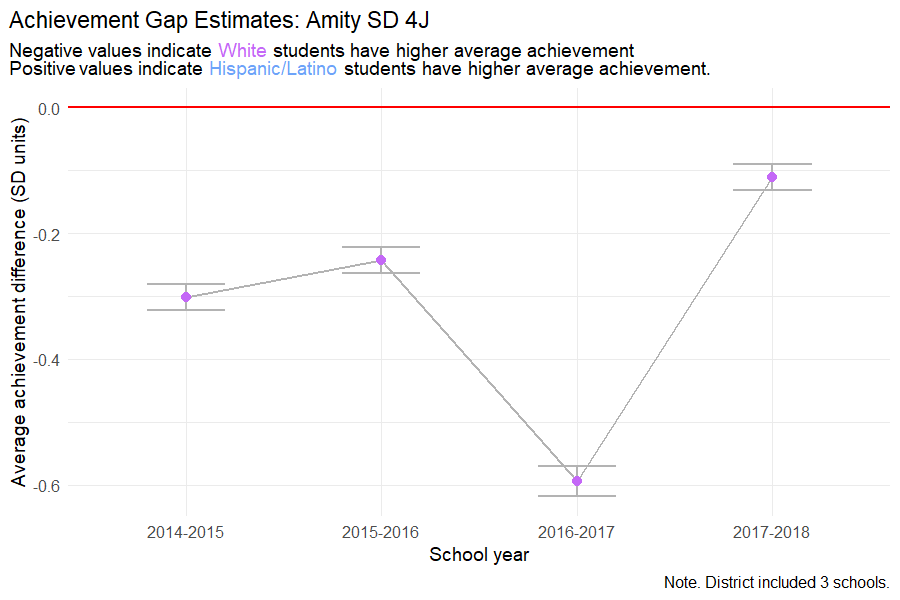 Achievement Gap Estimates: Amity SD 4J
Negative values indicate White students have higher average achievement
Positive values indicate Hispanic/Latino students have higher average achievement.
Average achievement difference (SD units)
0.0
-0.2
-0.4
-0.6
2014-2015
2015-2016
2016-2017
2017-2018
School year
Note. District included 3 schools.